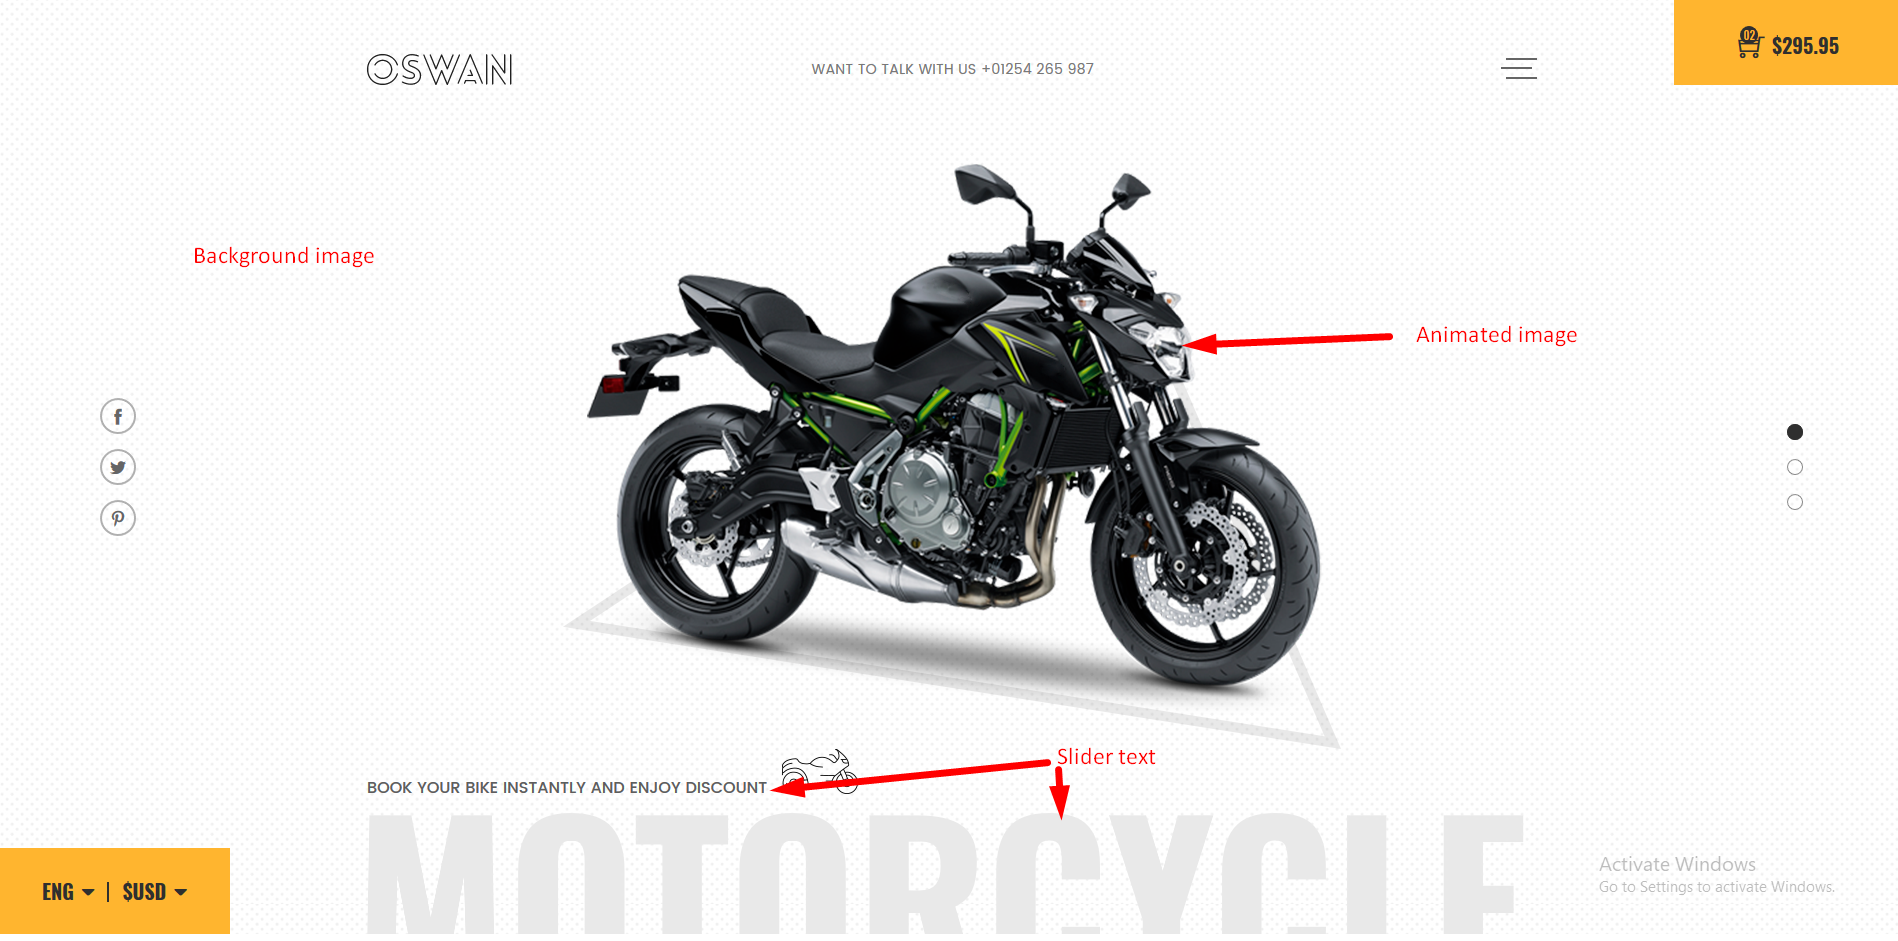 OSWAN
WANT TO TALK WITH US +01254 265 987
02
$295.95
Background image
Animated image
Slider text
BOOK YOUR BIKE INSTANTLY AND ENJOY DISCOUNT
MOTORCYCLE
ENG | $USD
Activate Windows
Go to Settings to activate Windows.